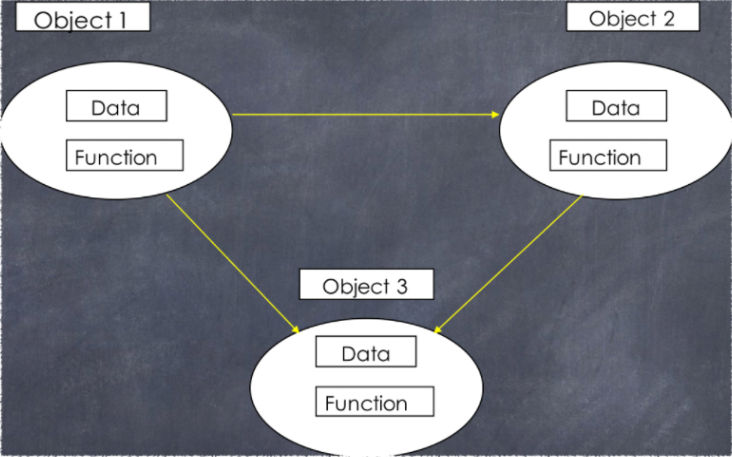 Object 1
Object 2
Data
Function
Data
Function
Object 3
Data
Function